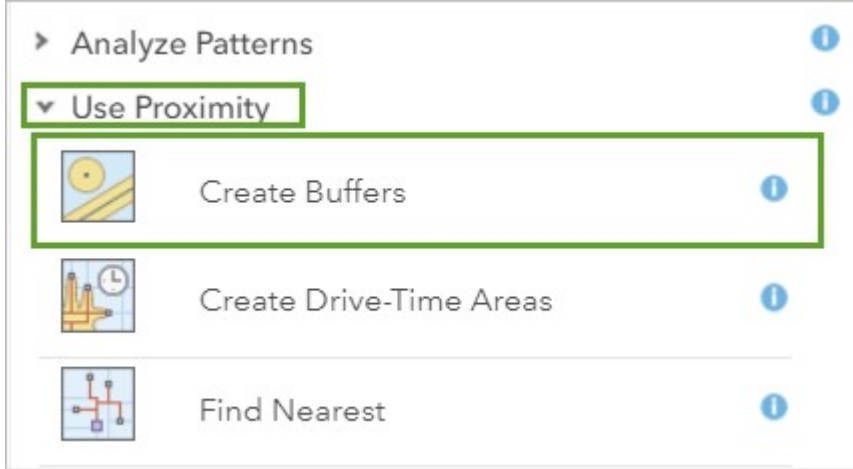 Analyze Patterns
Use Proximity
Create Buffers
Create Drive-Time Areas
Find Nearest